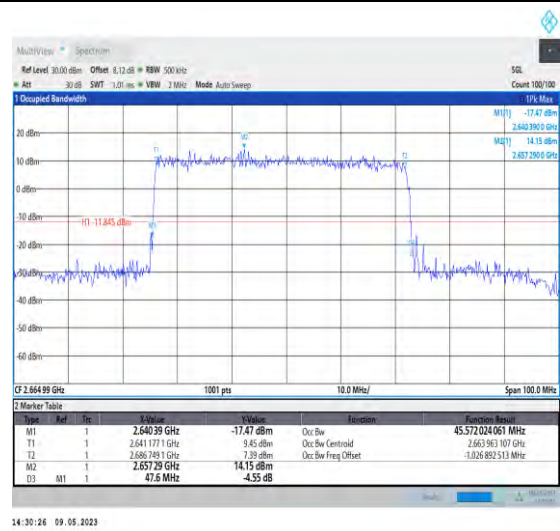 MultiView Spectrum
Ref Level 30.00 dBm Offset 8.12 dB RBW 500 kHz SGL
Att 30 dB SWT 1.01 ms VBW 2 MHz Mode Auto Sweep Count 100/100
1 Occupied Bandwidth 1Pk Max
M1[1] -17.47 dBm
2.640 390 0 GHz
M2[1] 14.15 dBm
2.657 290 0 GHz
20 dBm
M2
T1
T2
10 dBm
0 dBm
-10 dBm
H1 -11.845 dBm
M1
-20 dBm
-30 dBm
-40 dBm
-50 dBm
-60 dBm
CF 2.664 99 GHz 1001 pts 10.0 MHz/ Span 100.0 MHz
2 Marker Table
Type Ref Trc X-Value Y-Value Function Function Result
M1 1 2.640 39 GHz -17.47 dBm Occ Bw 45.572 024 061 MHz
T1 1 2.641 177 1 GHz 9.45 dBm Occ Bw Centroid 2.663 963 107 GHz
T2 1 2.686 749 1 GHz 7.39 dBm Occ Bw Freq Offset -1.026 892 513 MHz
M2 1 2.657 29 GHz 14.15 dBm
D3 M1 1 47.6 MHz -4.55 dB
Ready
14:30:26 09.05.2023